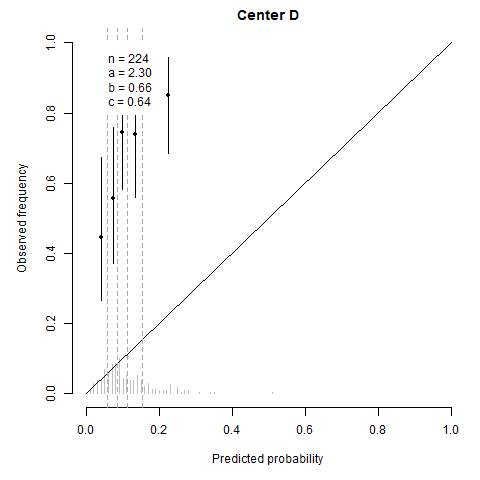 Center D
n = 224
a = 2.30
b = 0.66
c = 0.64
Observed frequency
1.0
0.8
0.6
0.4
0.2
0.0
0.0 0.2 0.4 0.6 0.8 1.0
Predicted probability